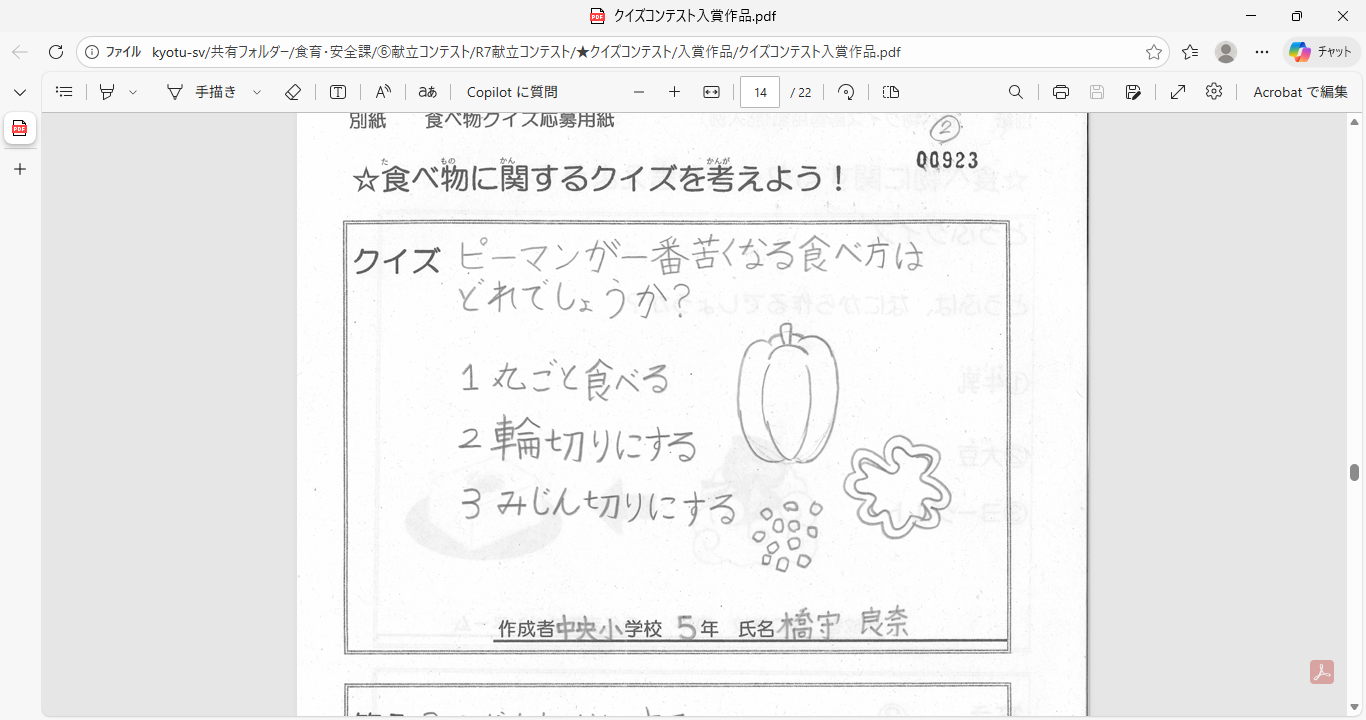 クイズコンテスト入賞作品.pdf
ファイル kyotu-sv/共有フォルダー/食育・安全課/⑥献立コンテスト/R7献立コンテスト/★クイズコンテスト/入賞作品/クイズコンテスト入賞作品.pdf
チャット
手描き
aあ
Copilot に質問
14 / 22
Acrobat で編集
別紙 食べ物クイズ応募用紙
②
00923
☆食べ物に関するクイズを考えよう！
クイズ ピーマンが一番苦くなる食べ方は
どれでしょうか？
1 丸ごと食べる
2 輪切りにする
3 みじん切りにする
作成者 中央小学校 5年 氏名 橋守 良奈